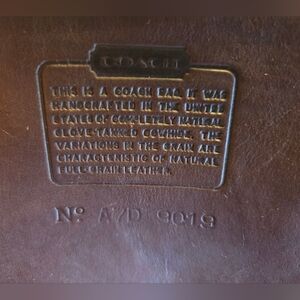 COACH
THIS IS A COACH BAG. IT WAS
HANDCRAFTED IN THE UNITED
STATES OF COMPLETELY NATURAL
GLOVE-TANNED COWHIDE. THE
VARIATIONS IN THE GRAIN ARE
CHARACTERISTIC OF NATURAL
FULL-GRAIN LEATHER.
Nº A7D-9019